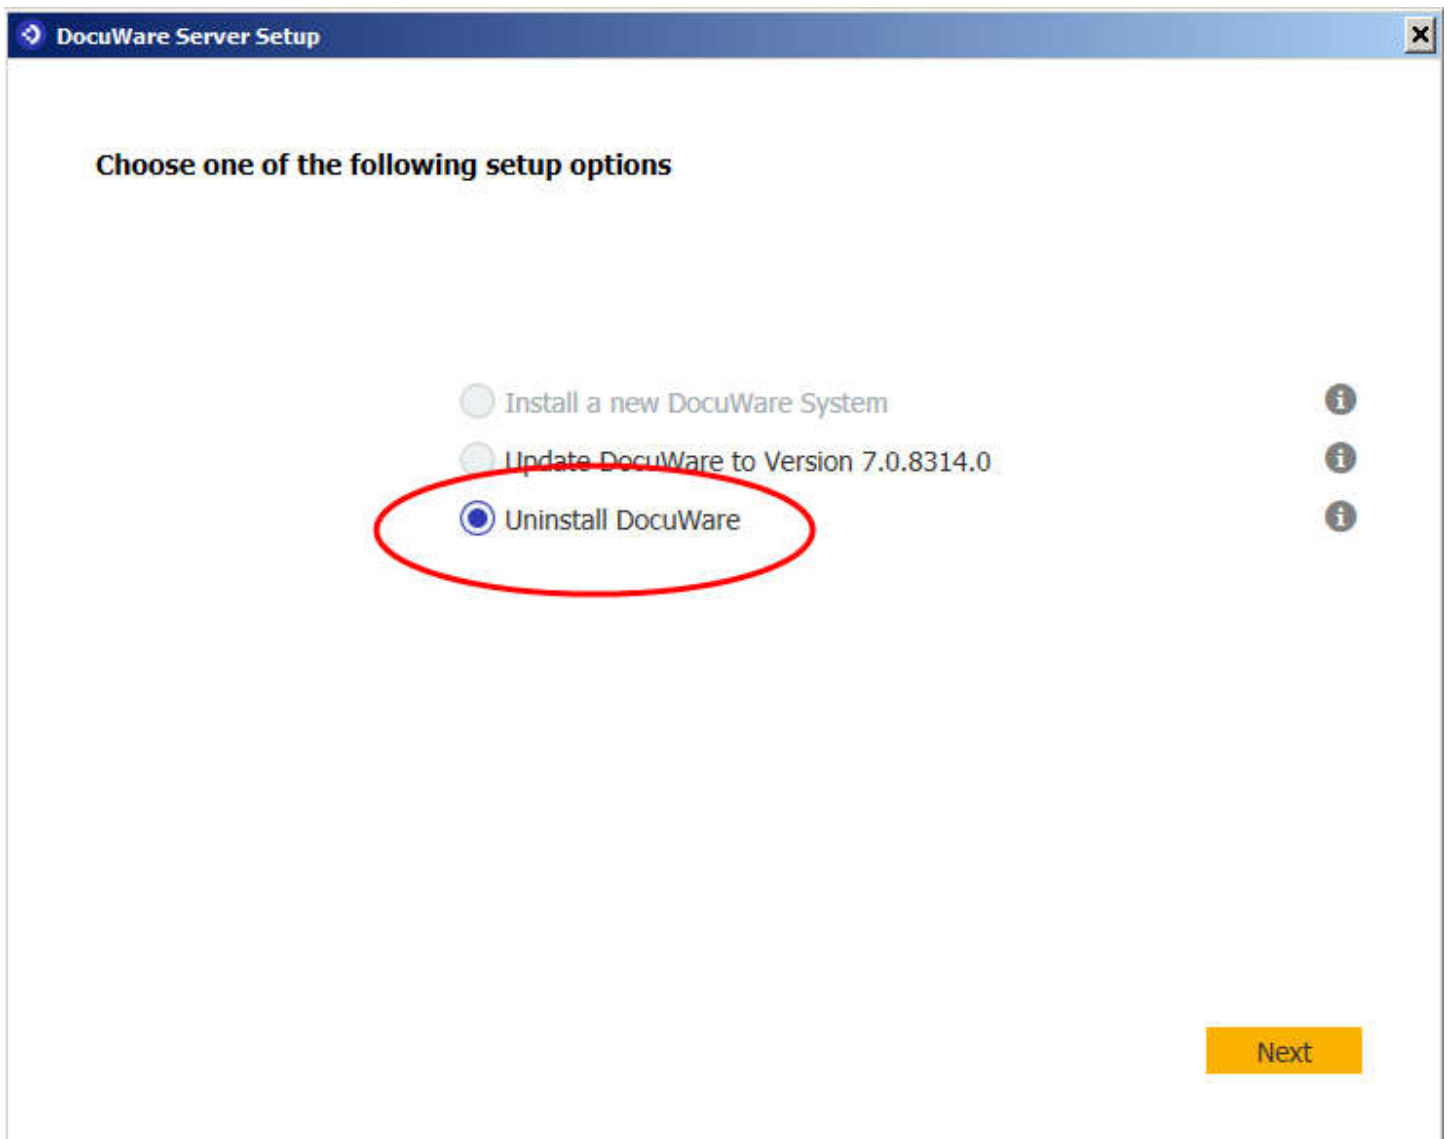 DocuWare Server Setup
Choose one of the following setup options
Install a new DocuWare System
Update DocuWare to Version 7.0.8314.0
Uninstall DocuWare
Next